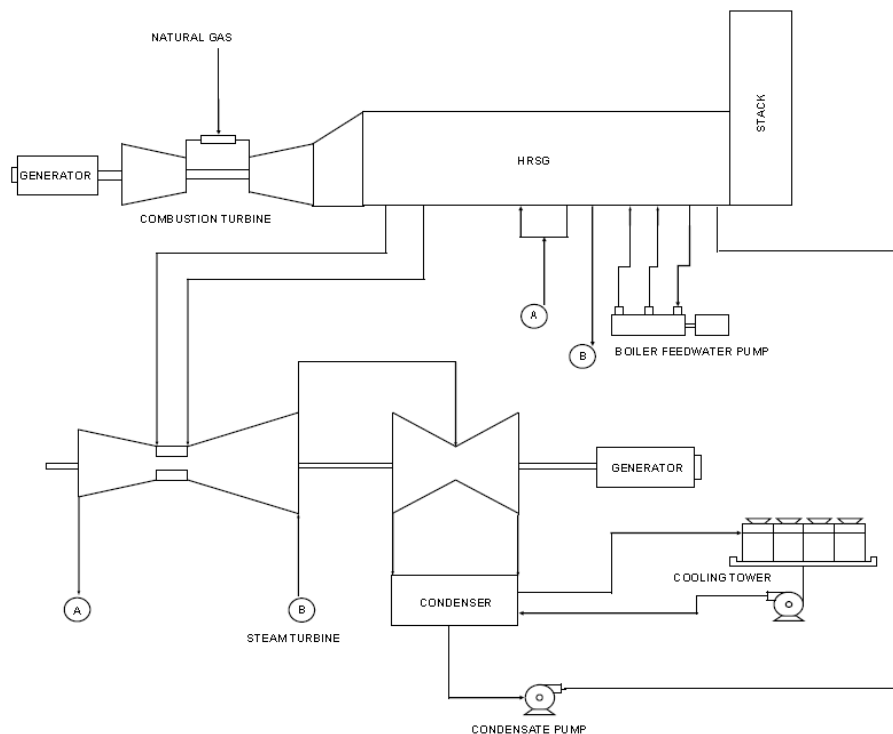 NATURAL GAS
STACK
HRSG
GENERATOR
COMBUSTION TURBINE
A
B
BOILER FEEDWATER PUMP
GENERATOR
COOLING TOWER
A
B
CONDENSER
STEAM TURBINE
CONDENSATE PUMP